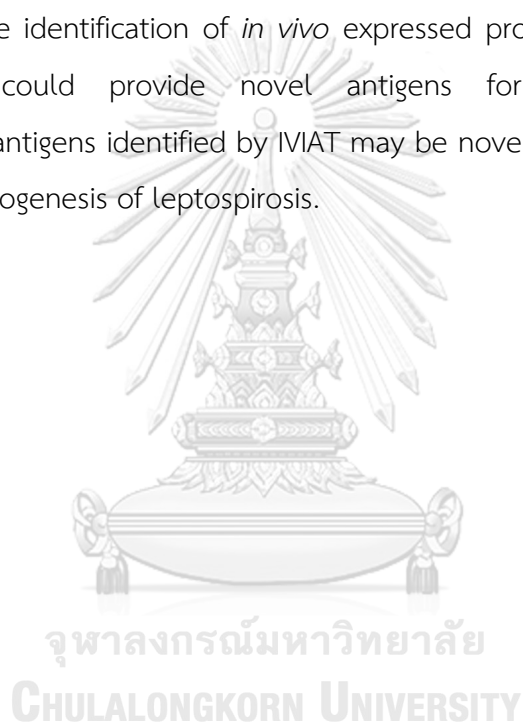 e identification of in vivo expressed pro
could provide novel antigens for
antigens identified by IVIAT may be nove
ogenesis of leptospirosis.
จุฬาลงกรณ์มหาวิทยาลัย
CHULALONGKORN UNIVERSITY